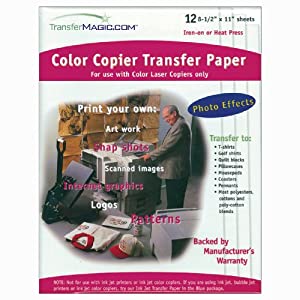 TransferMagic.com™
12 8-1/2" x 11" sheets
Iron-on or Heat Press
Color Copier Transfer Paper
For use with Color Laser Copiers only
Print your own:
Art work
Snap shots
Scanned images
Internet graphics
Logos
Patterns
Photo Effects
Transfer to:
• T-shirts
• Golf shirts
• Quilt blocks
• Pillowcases
• Mousepads
• Coasters
• Pennants
• Most polyesters,
cottons and
poly-cotton
blends
Backed by
Manufacturer's
Warranty
NOTE: Not for use with ink jet printers or ink jet color copiers. If you are using ink jet, bubble jet
printers or ink jet color copiers, try our Ink Jet Transfer Paper in the Blue package.